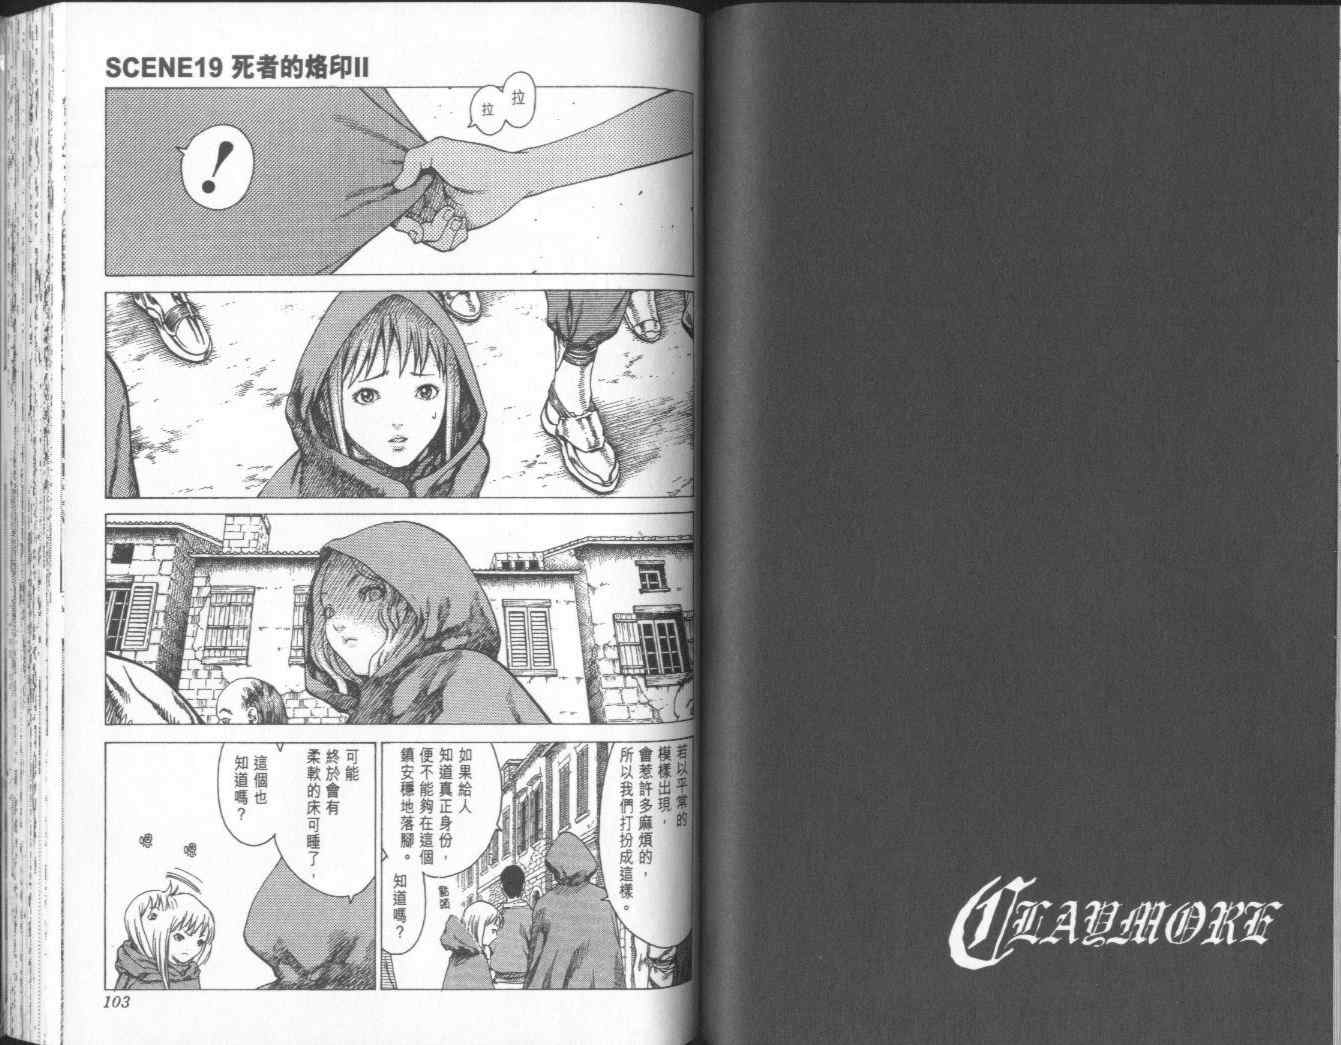 CLAYMORE
SCENE19 死者的烙印II
拉
拉
!
若以平常的
模樣出現，
會惹許多麻煩的，
所以我們打扮成這樣。
如果給人
知道真正身份，
便不能夠在這個
鎮安穩地落腳。
知道嗎？
點頭
可能
終於會有
柔軟的床可睡了，
這個也
知道嗎？
嗯
嗯
103